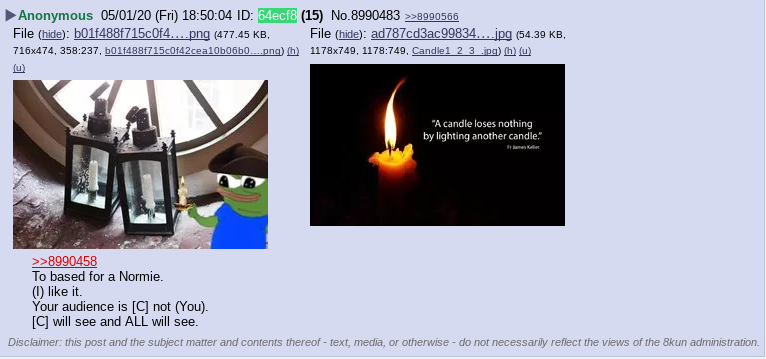 Anonymous 05/01/20 (Fri) 18:50:04 ID: 64ecf8 (15) No.8990483 >>8990566
File (hide): b01f488f715c0f4….png (477.45 KB,
716x474, 358:237, b01f488f715c0f42cea10b06b0….png) (h)
(u)
File (hide): ad787cd3ac99834….jpg (54.39 KB,
1178x749, 1178:749, Candle1_2_3_.jpg) (h) (u)
"A candle loses nothing
by lighting another candle."
Fr James Keller
>>8990458
To based for a Normie.
(I) like it.
Your audience is [C] not (You).
[C] will see and ALL will see.
Disclaimer: this post and the subject matter and contents thereof - text, media, or otherwise - do not necessarily reflect the views of the 8kun administration.